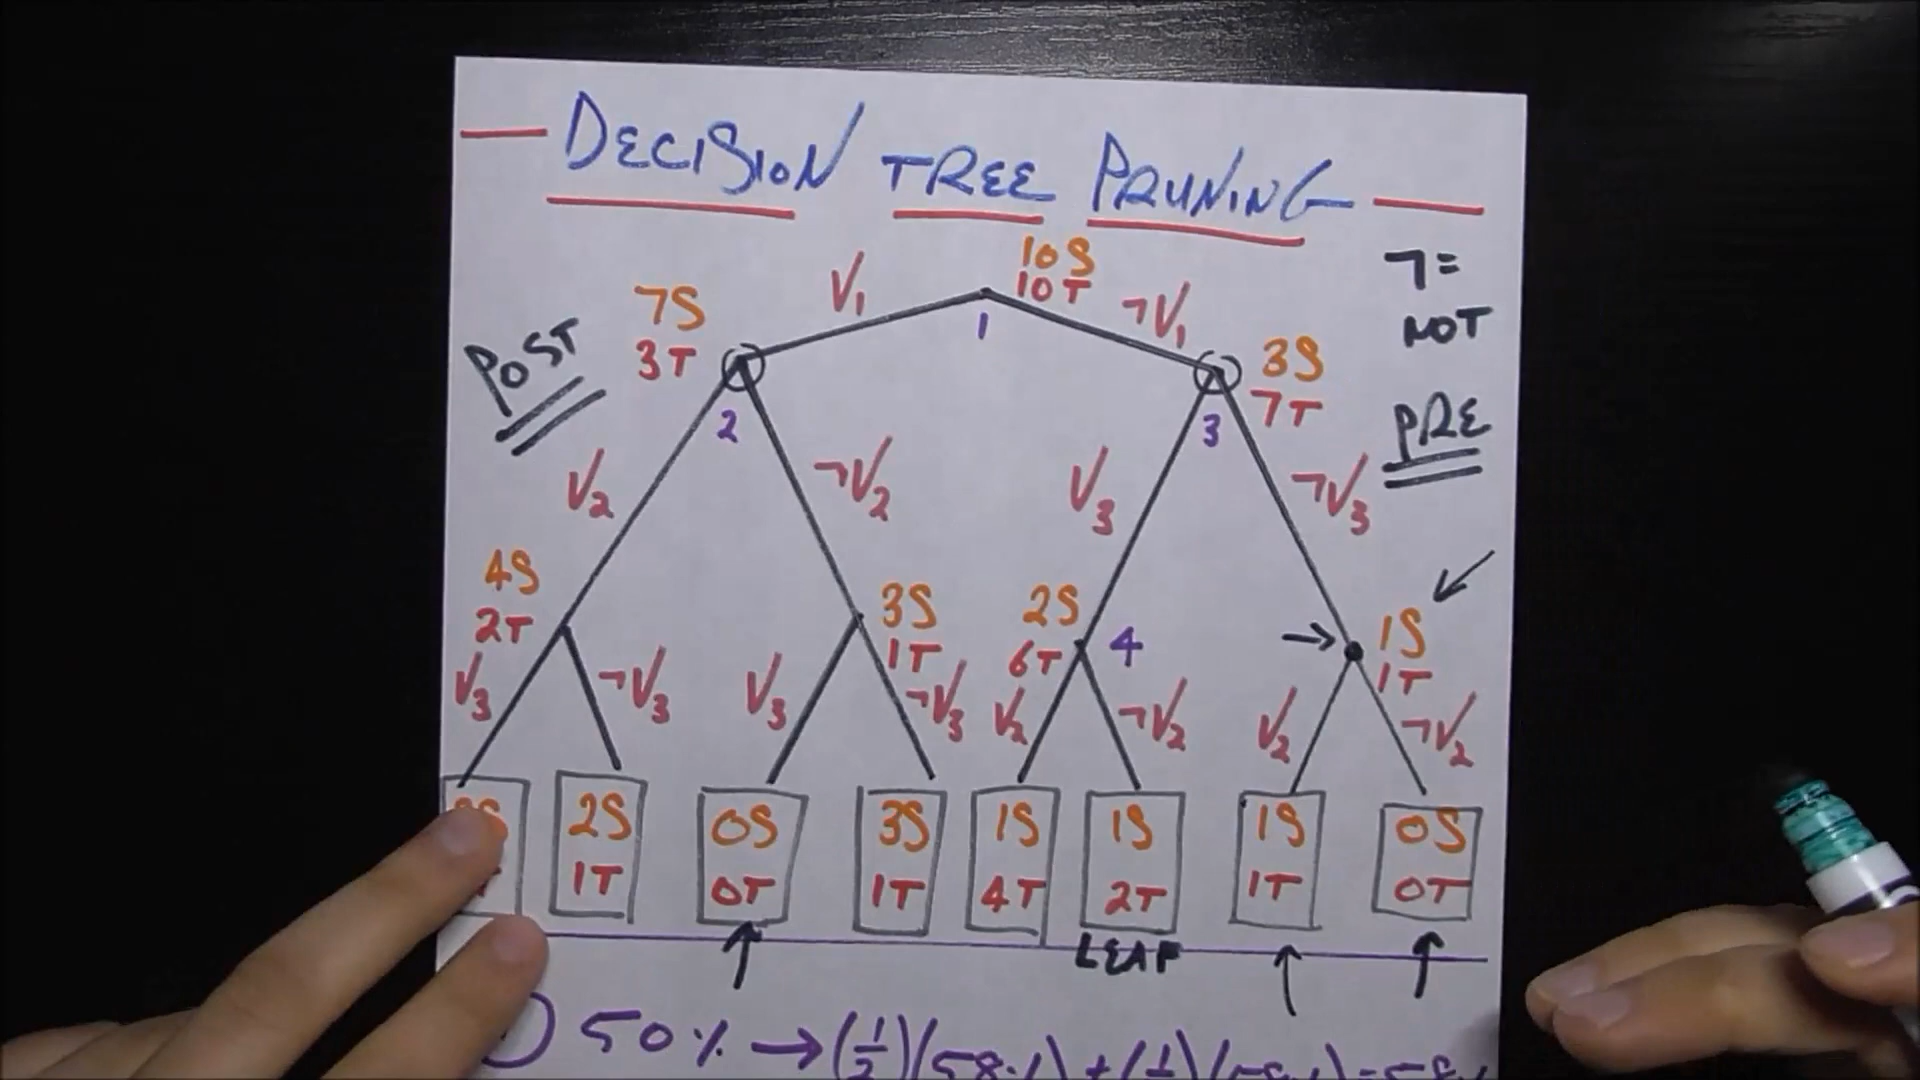 DECISION TREE PRUNING
10S
10T
V1
¬V1
1
¬ =
NOT
7S
3T
3S
7T
POST
PRE
2
3
V2
¬V2
V3
¬V3
4S
2T
3S
1T
2S
6T
4
1S
1T
V3
¬V3
V3
¬V3
V2
¬V2
V2
¬V2
2S
1T
0S
0T
3S
1T
1S
4T
1S
2T
1S
1T
0S
0T
LEAF
50%